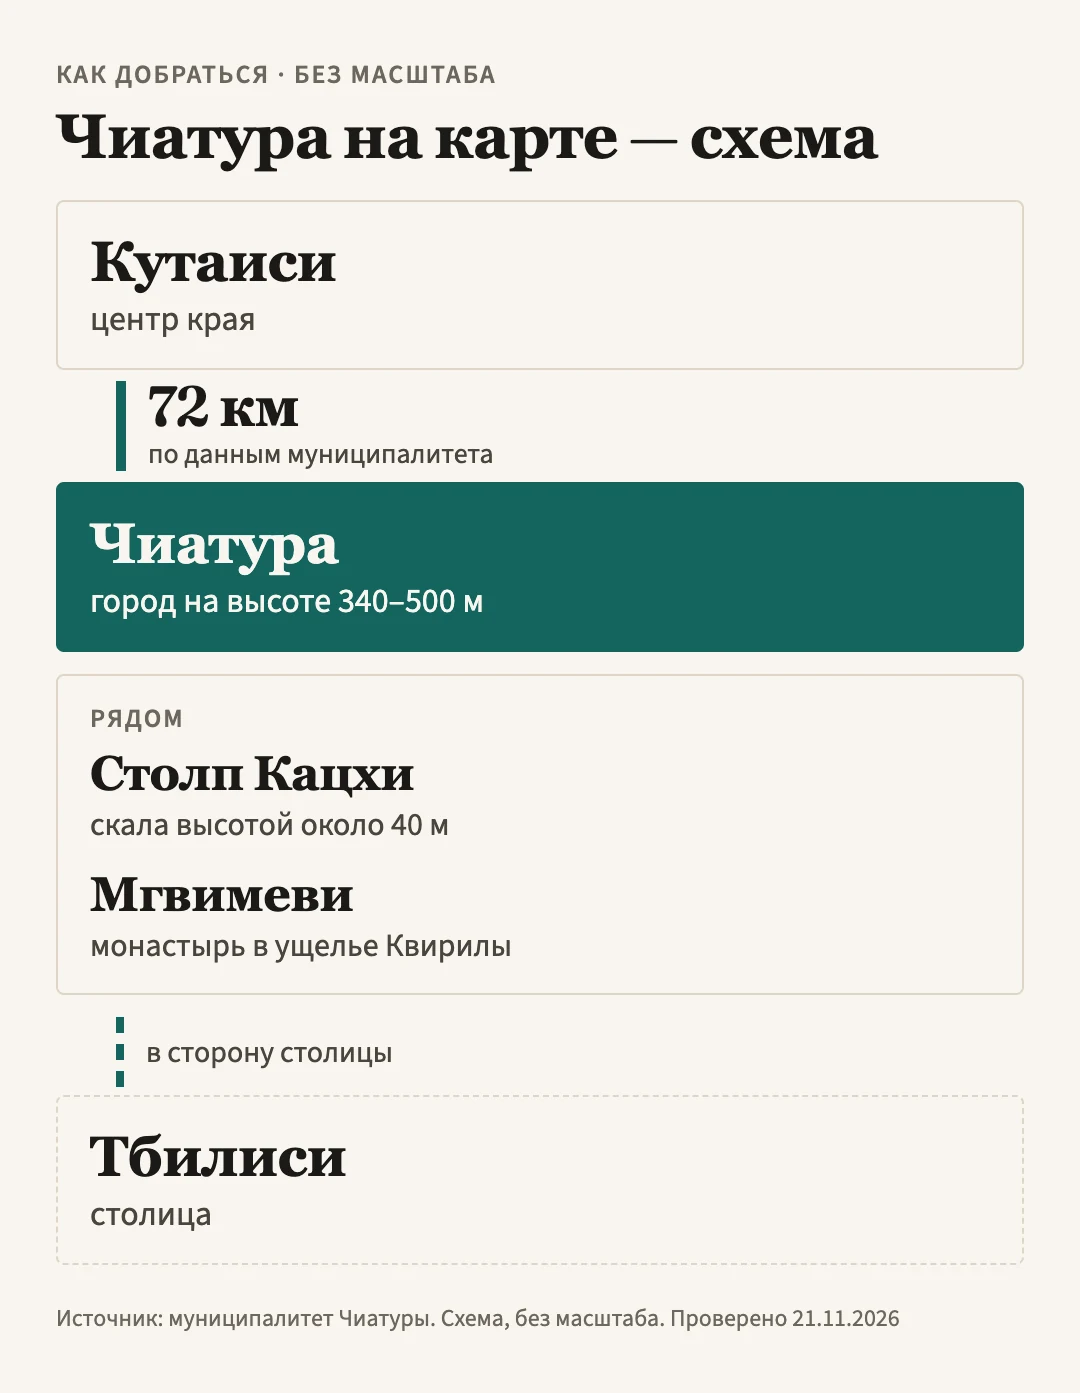 КАК ДОБРАТЬСЯ · БЕЗ МАСШТАБА
Чиатура на карте — схема
Кутаиси
центр края
72 км
по данным муниципалитета
Чиатура
город на высоте 340–500 м
РЯДОМ
Столп Кацхи
скала высотой около 40 м
Мгвимеви
монастырь в ущелье Квирилы
в сторону столицы
Тбилиси
столица
Источник: муниципалитет Чиатуры. Схема, без масштаба. Проверено 21.11.2026